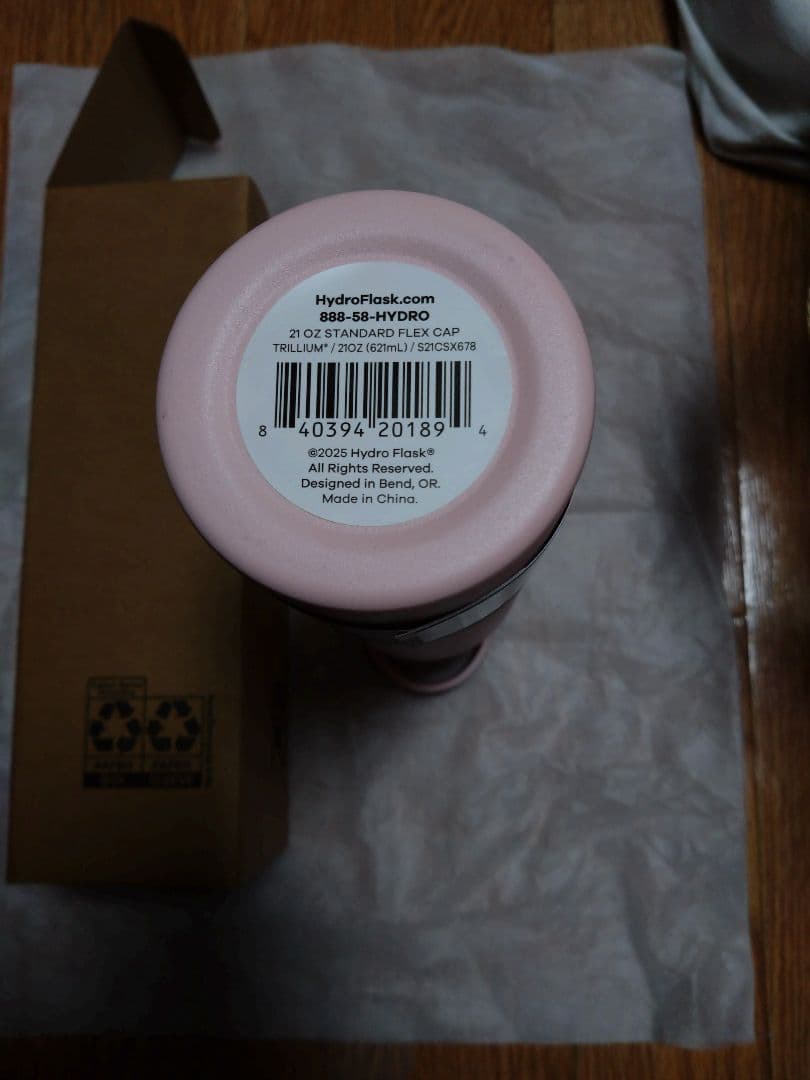 HydroFlask.com
888-58-HYDRO
21 OZ STANDARD FLEX CAP
TRILLIUM® / 21OZ (621mL) / S21CSX678
8 40394 20189 4
©2025 Hydro Flask®
All Rights Reserved.
Designed in Bend, OR.
Made in China.